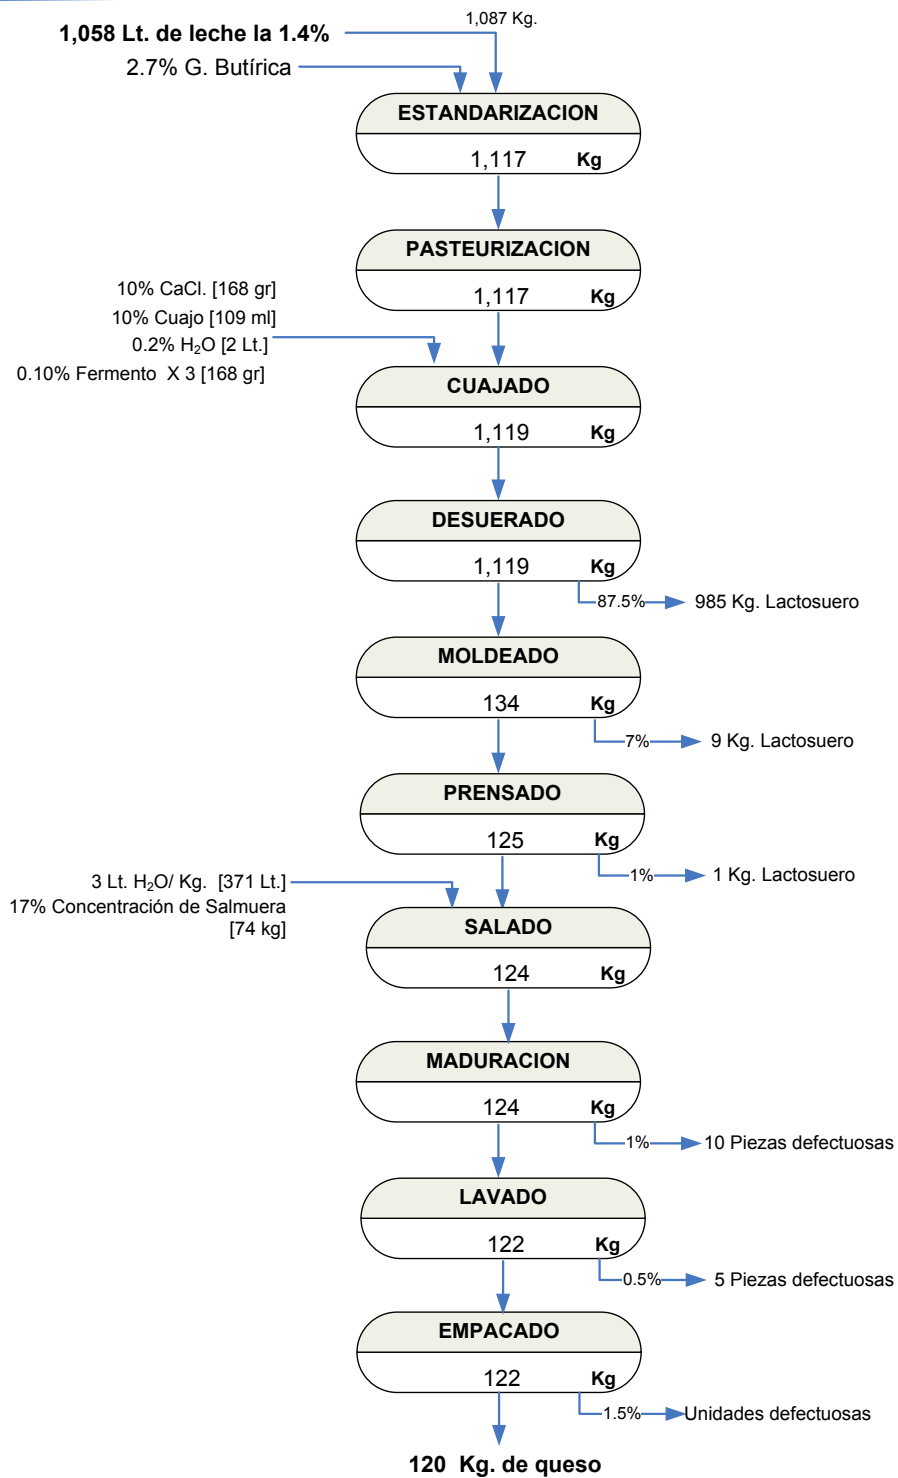 1,087 Kg.
1,058 Lt. de leche la 1.4%
2.7% G. Butírica
ESTANDARIZACION
1,117 Kg
PASTEURIZACION
1,117 Kg
10% CaCl. [168 gr]
10% Cuajo [109 ml]
0.2% H₂O [2 Lt.]
0.10% Fermento X 3 [168 gr]
CUAJADO
1,119 Kg
DESUERADO
1,119 Kg
87.5% 985 Kg. Lactosuero
MOLDEADO
134 Kg
7% 9 Kg. Lactosuero
PRENSADO
125 Kg
1% 1 Kg. Lactosuero
3 Lt. H₂O/ Kg. [371 Lt.]
17% Concentración de Salmuera
[74 kg]
SALADO
124 Kg
MADURACION
124 Kg
1% 10 Piezas defectuosas
LAVADO
122 Kg
0.5% 5 Piezas defectuosas
EMPACADO
122 Kg
1.5% Unidades defectuosas
120 Kg. de queso